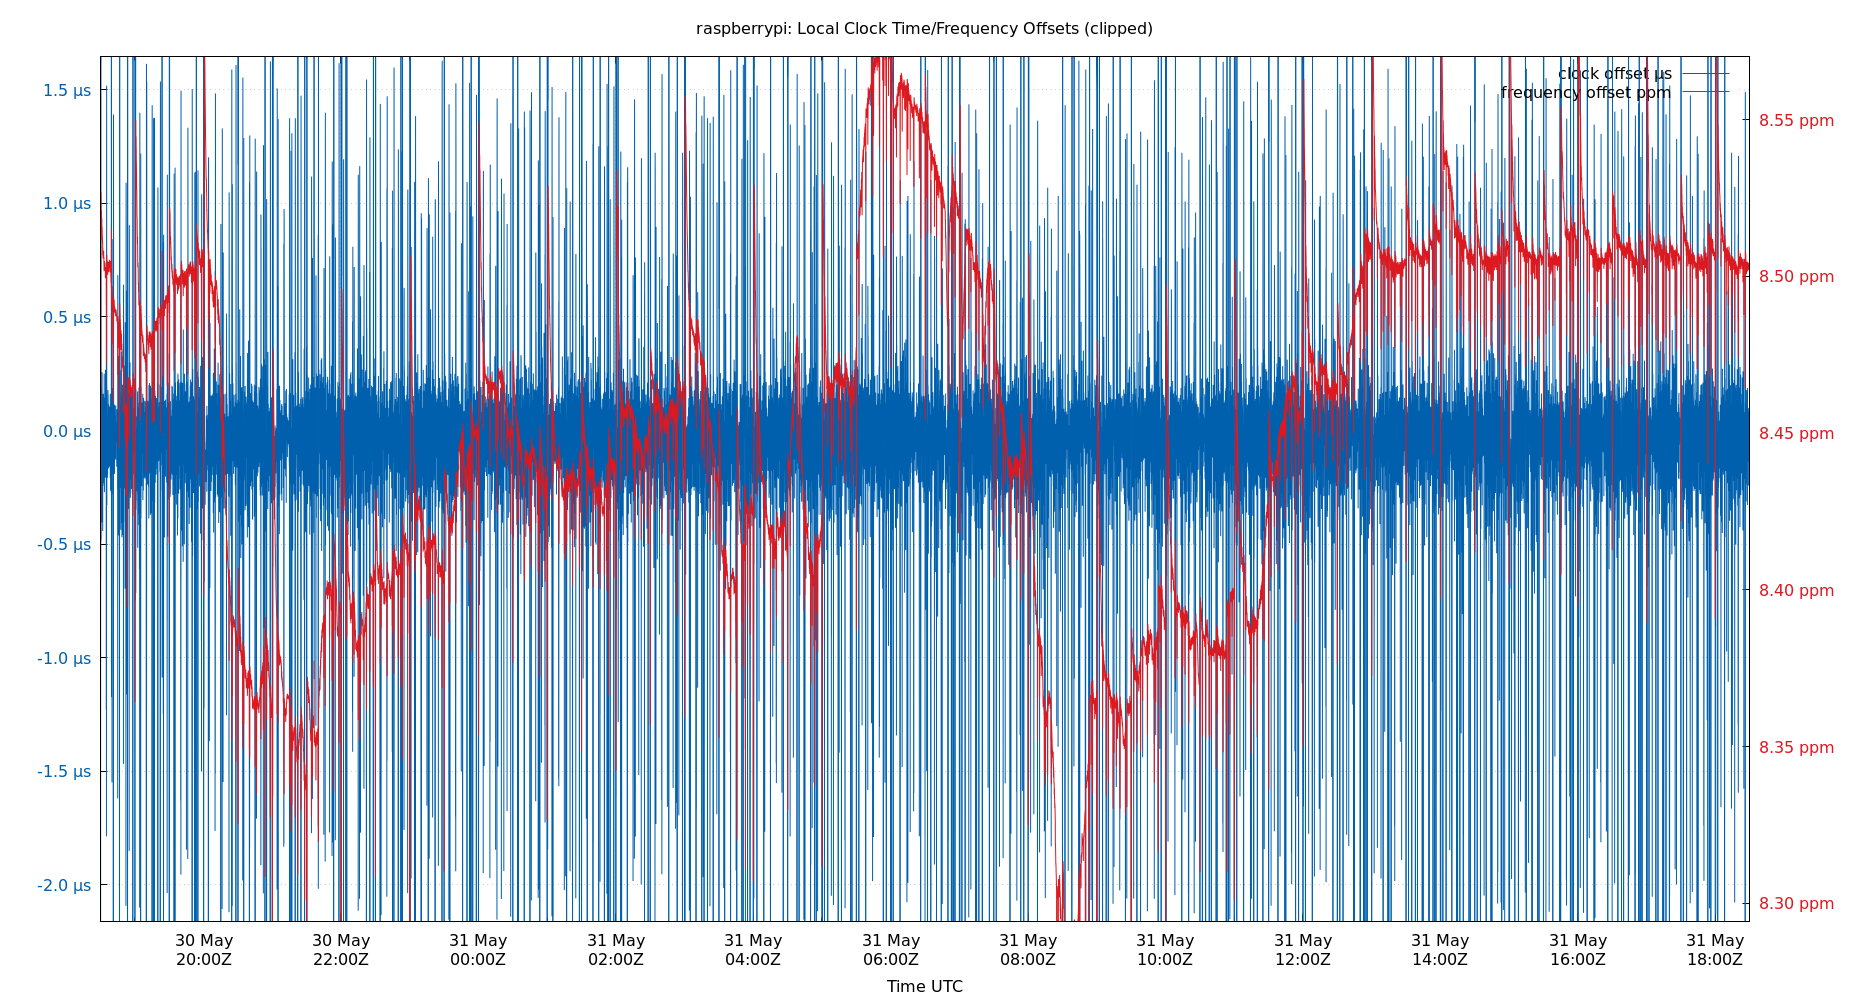 raspberrypi: Local Clock Time/Frequency Offsets (clipped)
clock offset µs
frequency offset ppm
1.5 µs
1.0 µs
0.5 µs
0.0 µs
-0.5 µs
-1.0 µs
-1.5 µs
-2.0 µs
8.55 ppm
8.50 ppm
8.45 ppm
8.40 ppm
8.35 ppm
8.30 ppm
30 May 30 May 31 May 31 May 31 May 31 May 31 May 31 May 31 May 31 May 31 May 31 May
20:00Z 22:00Z 00:00Z 02:00Z 04:00Z 06:00Z 08:00Z 10:00Z 12:00Z 14:00Z 16:00Z 18:00Z
Time UTC